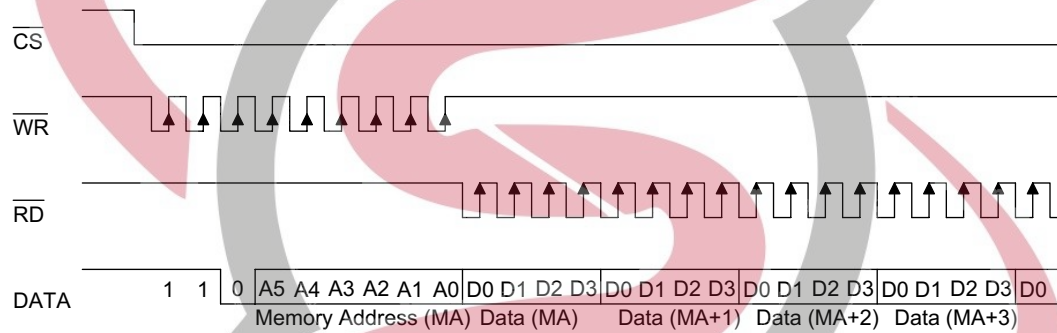 CS
WR
RD
DATA 1 1 0 A5 A4 A3 A2 A1 A0 D0 D1 D2 D3 D0 D1 D2 D3 D0 D1 D2 D3 D0 D1 D2 D3 D0
Memory Address (MA) Data (MA) Data (MA+1) Data (MA+2) Data (MA+3)